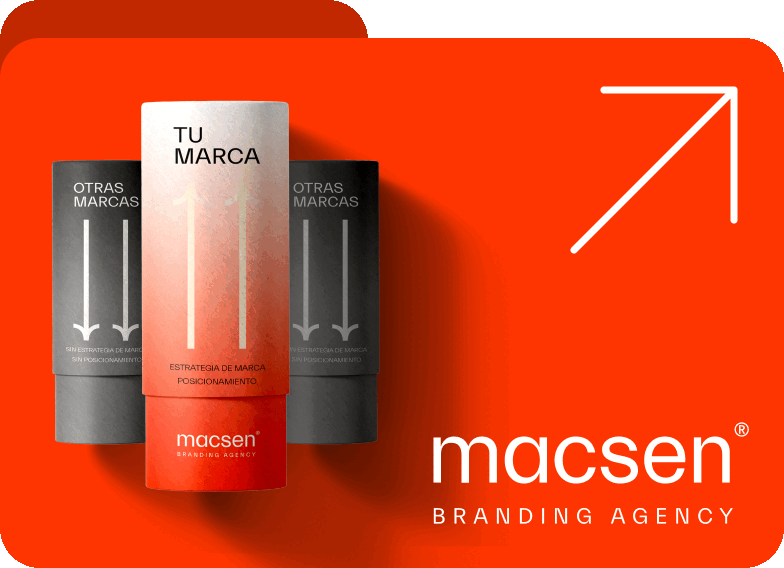 TU
MARCA
OTRAS
MARCAS
SIN ESTRATEGIA DE MARCA
SIN POSICIONAMIENTO
OTRAS
MARCAS
SIN ESTRATEGIA DE MARCA
SIN POSICIONAMIENTO
ESTRATEGIA DE MARCA
POSICIONAMIENTO
macsen®
BRANDING AGENCY
macsen®
BRANDING AGENCY